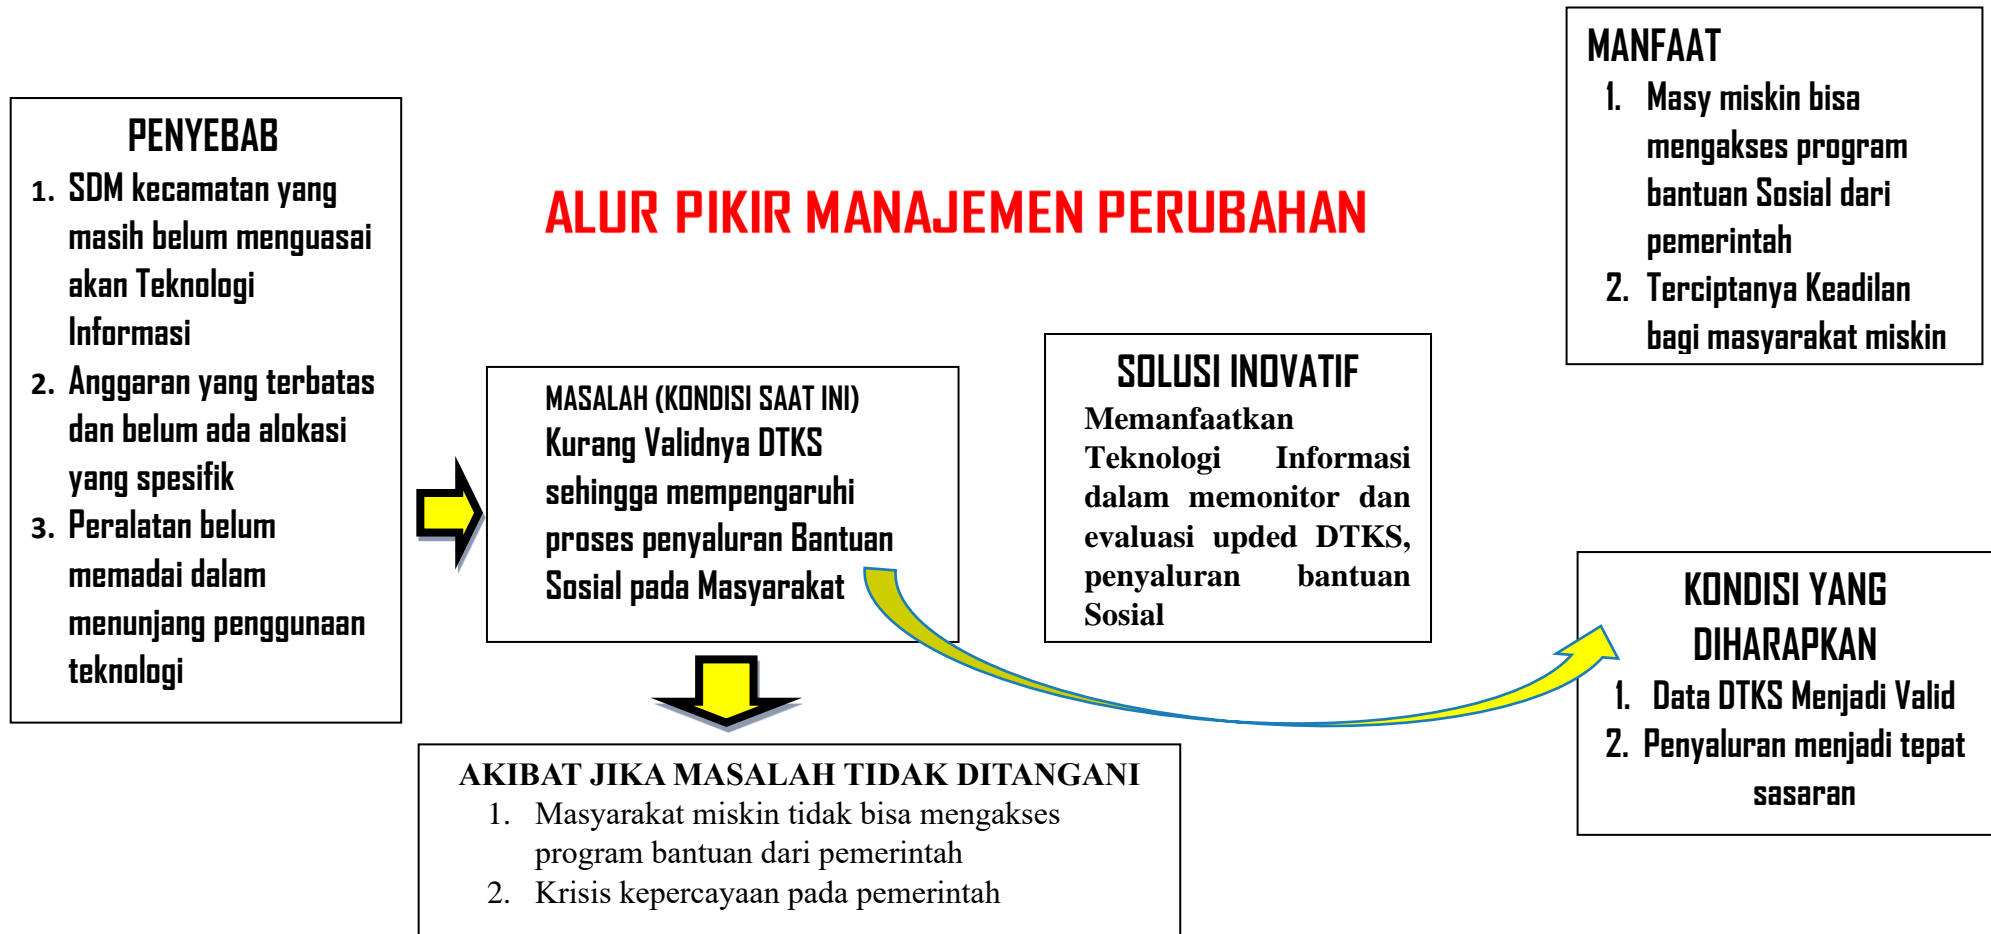 PENYEBAB
1. SDM kecamatan yang
masih belum menguasai
akan Teknologi
Informasi
2. Anggaran yang terbatas
dan belum ada alokasi
yang spesifik
3. Peralatan belum
memadai dalam
menunjang penggunaan
teknologi
ALUR PIKIR MANAJEMEN PERUBAHAN
MASALAH (KONDISI SAAT INI)
Kurang Validnya DTKS
sehingga mempengaruhi
proses penyaluran Bantuan
Sosial pada Masyarakat
AKIBAT JIKA MASALAH TIDAK DITANGANI
1. Masyarakat miskin tidak bisa mengakses
program bantuan dari pemerintah
2. Krisis kepercayaan pada pemerintah
SOLUSI INOVATIF
Memanfaatkan
Teknologi Informasi
dalam memonitor dan
evaluasi upded DTKS,
penyaluran bantuan
Sosial
MANFAAT
1. Masy miskin bisa
mengakses program
bantuan Sosial dari
pemerintah
2. Terciptanya Keadilan
bagi masyarakat miskin
KONDISI YANG
DIHARAPKAN
1. Data DTKS Menjadi Valid
2. Penyaluran menjadi tepat
sasaran